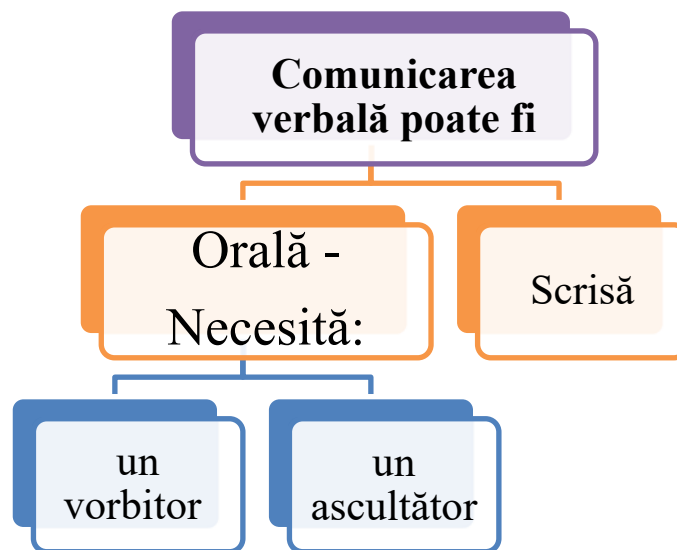 Comunicarea
verbală poate fi
Orală -
Necesită:
Scrisă
un
vorbitor
un
ascultător